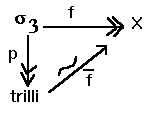 f
σ₃ X
p f̄
trilli